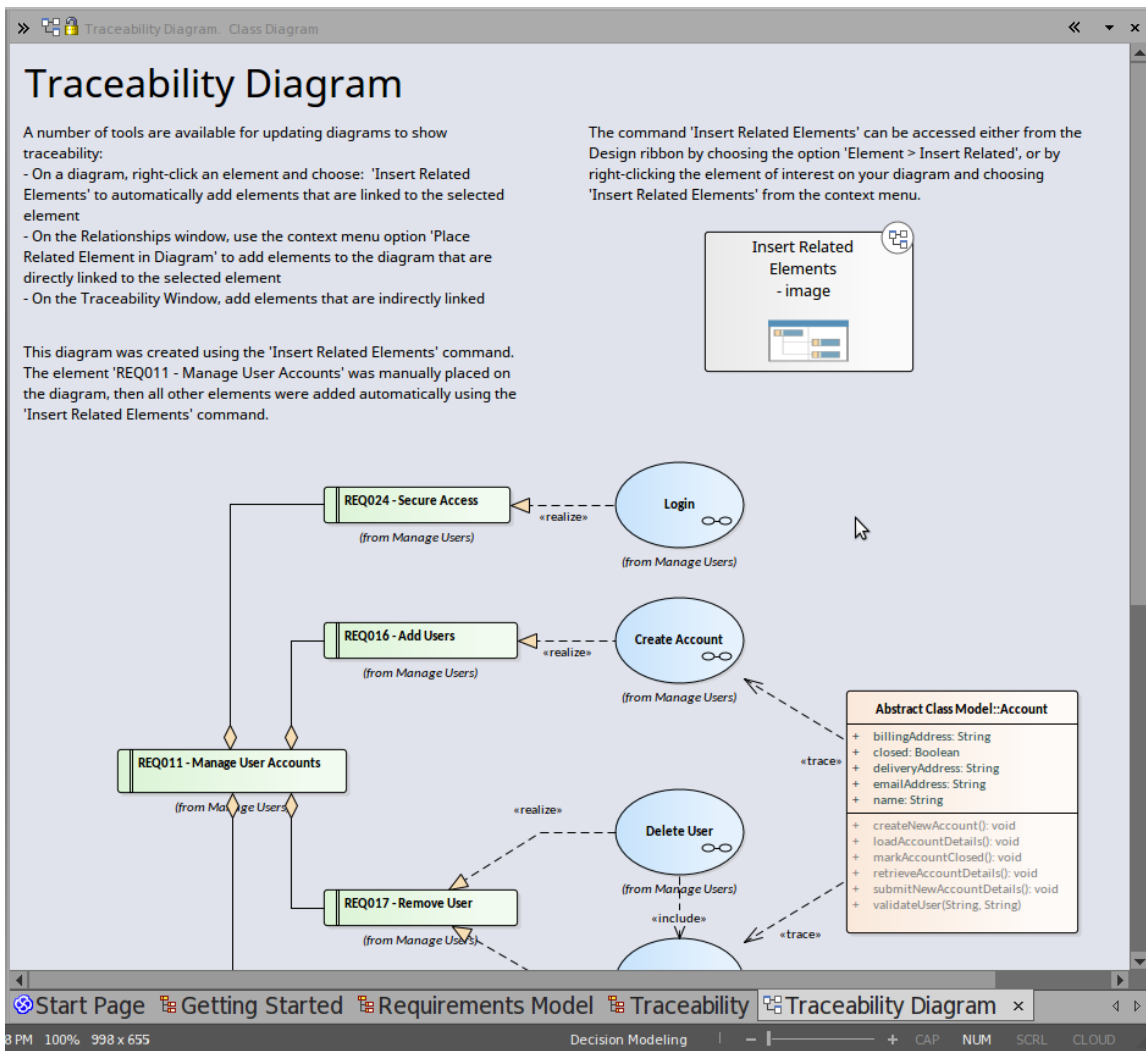 Traceability Diagram.  Class Diagram
Traceability Diagram
A number of tools are available for updating diagrams to show
traceability:
- On a diagram, right-click an element and choose:  'Insert Related
Elements' to automatically add elements that are linked to the selected
element
- On the Relationships window, use the context menu option 'Place
Related Element in Diagram' to add elements to the diagram that are
directly linked to the selected element
- On the Traceability Window, add elements that are indirectly linked
This diagram was created using the 'Insert Related Elements' command.
The element 'REQ011 - Manage User Accounts' was manually placed on
the diagram, then all other elements were added automatically using the
'Insert Related Elements' command.
The command 'Insert Related Elements' can be accessed either from the
Design ribbon by choosing the option 'Element > Insert Related', or by
right-clicking the element of interest on your diagram and choosing
'Insert Related Elements' from the context menu.
Insert Related
Elements
- image
REQ024 - Secure Access
(from Manage Users)
«realize»
Login
(from Manage Users)
REQ016 - Add Users
(from Manage Users)
«realize»
Create Account
(from Manage Users)
REQ011 - Manage User Accounts
(from Manage Users)
«trace»
Abstract Class Model::Account
+ billingAddress: String
+ closed: Boolean
+ deliveryAddress: String
+ emailAddress: String
+ name: String
+ createNewAccount(): void
+ loadAccountDetails(): void
+ markAccountClosed(): void
+ retrieveAccountDetails(): void
+ submitNewAccountDetails(): void
+ validateUser(String, String)
«realize»
Delete User
(from Manage Users)
REQ017 - Remove User
(from Manage Users)
«include»
«trace»
Start Page Getting Started Requirements Model Traceability Traceability Diagram
8 PM 100% 998 x 655 Decision Modeling CAP NUM SCRL CLOUD